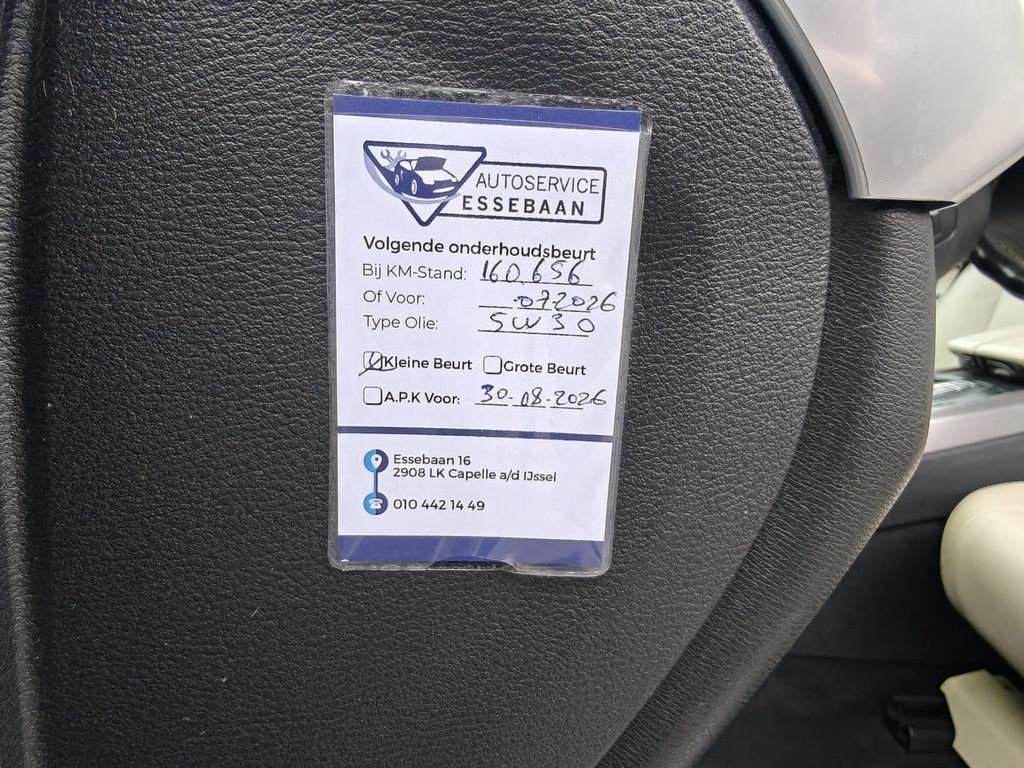 AUTOSERVICE
ESSEBAAN
Volgende onderhoudsbeurt
Bij KM-Stand: 160.656
Of Voor: -07-2026
Type Olie: 5W30
Kleine Beurt Grote Beurt
A.P.K Voor: 30-08-2026
Essebaan 16
2908 LK Capelle a/d IJssel
010 442 14 49